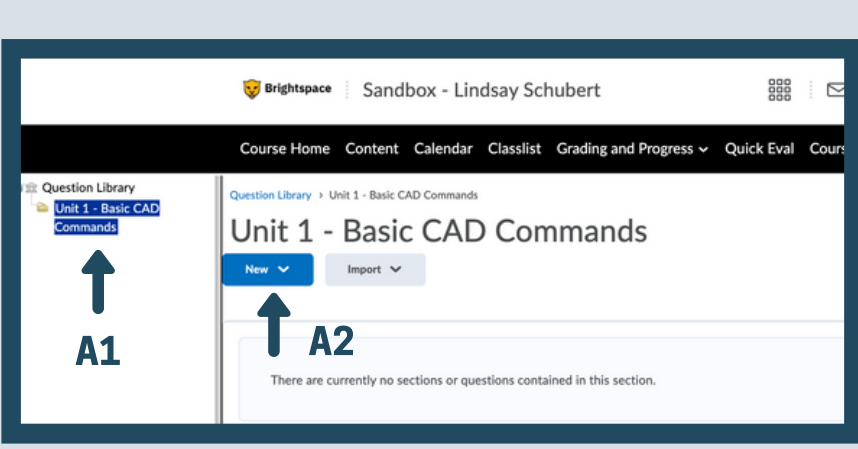 Brightspace Sandbox - Lindsay Schubert
Course Home Content Calendar Classlist Grading and Progress Quick Eval Cours
Question Library
Unit 1 - Basic CAD
Commands
A1
Question Library › Unit 1 - Basic CAD Commands
Unit 1 - Basic CAD Commands
New Import
A2
There are currently no sections or questions contained in this section.